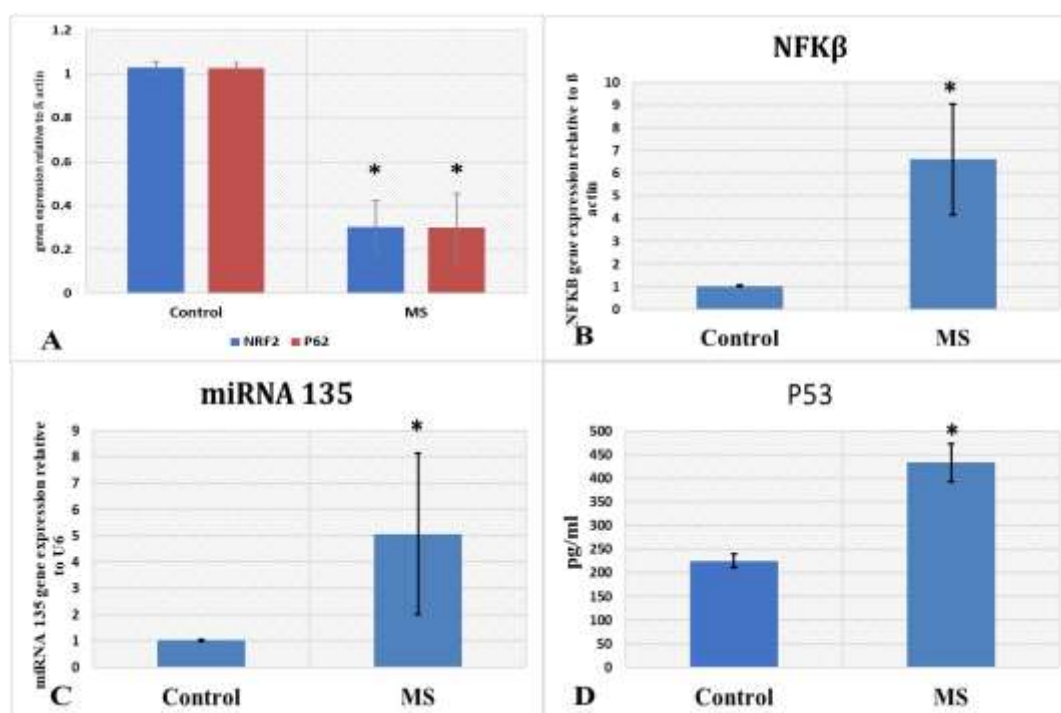 1.2
1
0.8
0.6
0.4
0.2
0
genes expression relative to ß actin
* *
Control MS
NRF2 P62
A
NFKβ
10
9
8
7
6
5
4
3
2
1
0
NFKB gene expression relative to ß
actin
*
Control MS
B
miRNA 135
9
8
7
6
5
4
3
2
1
0
miRNA 135 gene expression relative
to U6
*
Control MS
C
P53
500
450
400
350
300
250
200
150
100
50
0
pg/ml
*
Control MS
D